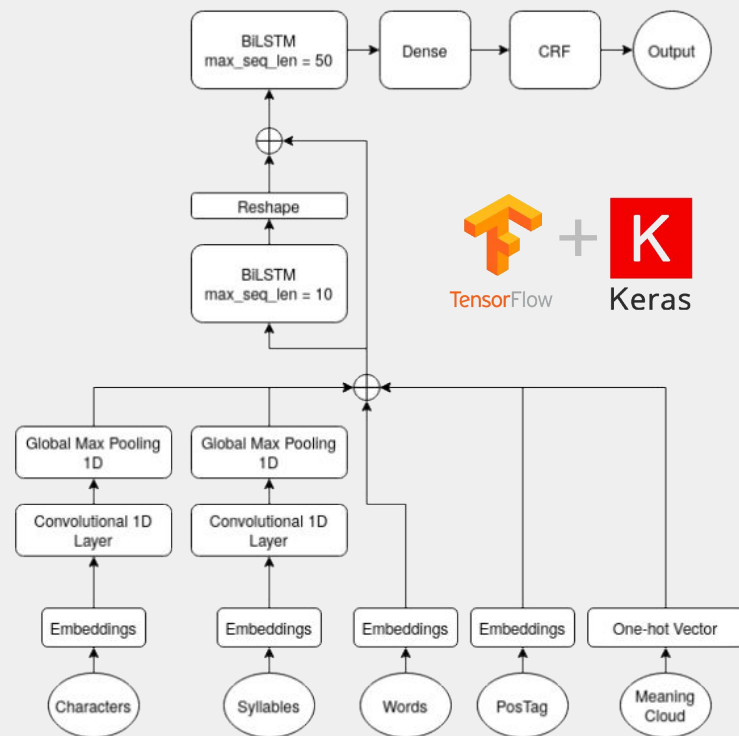 BiLSTM
max_seq_len = 50
Dense
CRF
Output
Reshape
BiLSTM
max_seq_len = 10
TensorFlow
K
Keras
Global Max Pooling
1D
Global Max Pooling
1D
Convolutional 1D
Layer
Convolutional 1D
Layer
Embeddings
Embeddings
Embeddings
Embeddings
One-hot Vector
Characters
Syllables
Words
PosTag
Meaning
Cloud